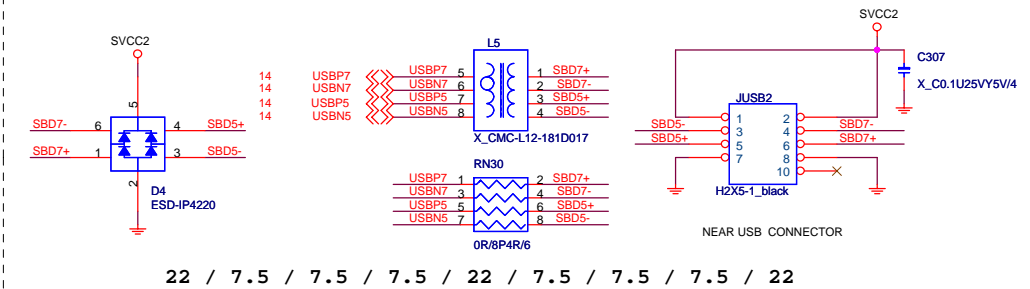 SVCC2
5
SBD7- 6 4 SBD5+
SBD7+ 1 3 SBD5-
2
D4
ESD-IP4220
L5
14 USBP7 USBP7 5 1 SBD7+
14 USBN7 USBN7 6 2 SBD7-
14 USBP5 USBP5 7 3 SBD5+
14 USBN5 USBN5 8 4 SBD5-
X_CMC-L12-181D017
RN30
USBP7 1 2 SBD7+
USBN7 3 4 SBD7-
USBP5 5 6 SBD5+
USBN5 7 8 SBD5-
0R/8P4R/6
SVCC2
C307
X_C0.1U25VY5V/4
JUSB2
1 2
SBD5- 3 4 SBD7-
SBD5+ 5 6 SBD7+
7 8
10
H2X5-1_black
NEAR USB CONNECTOR
22 / 7.5 / 7.5 / 7.5 / 22 / 7.5 / 7.5 / 7.5 / 22